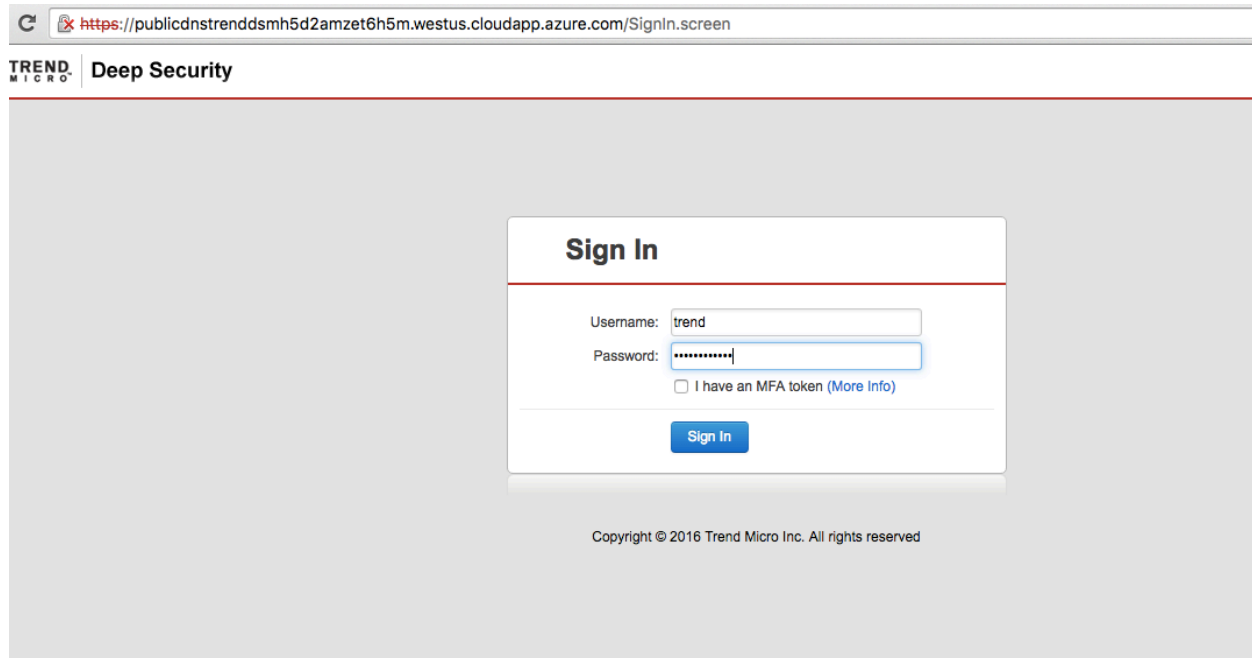 https://publicdnstrenddsmh5d2amzet6h5m.westus.cloudapp.azure.com/SignIn.screen
TREND MICRO™ Deep Security
Sign In
Username: trend
Password: ••••••••••••
I have an MFA token (More Info)
Sign In
Copyright © 2016 Trend Micro Inc. All rights reserved